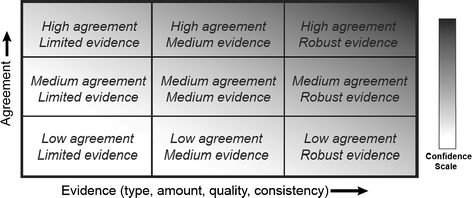 High agreement
Limited evidence
High agreement
Medium evidence
High agreement
Robust evidence
Medium agreement
Limited evidence
Medium agreement
Medium evidence
Medium agreement
Robust evidence
Low agreement
Limited evidence
Low agreement
Medium evidence
Low agreement
Robust evidence
Agreement
Evidence (type, amount, quality, consistency)
Confidence
Scale